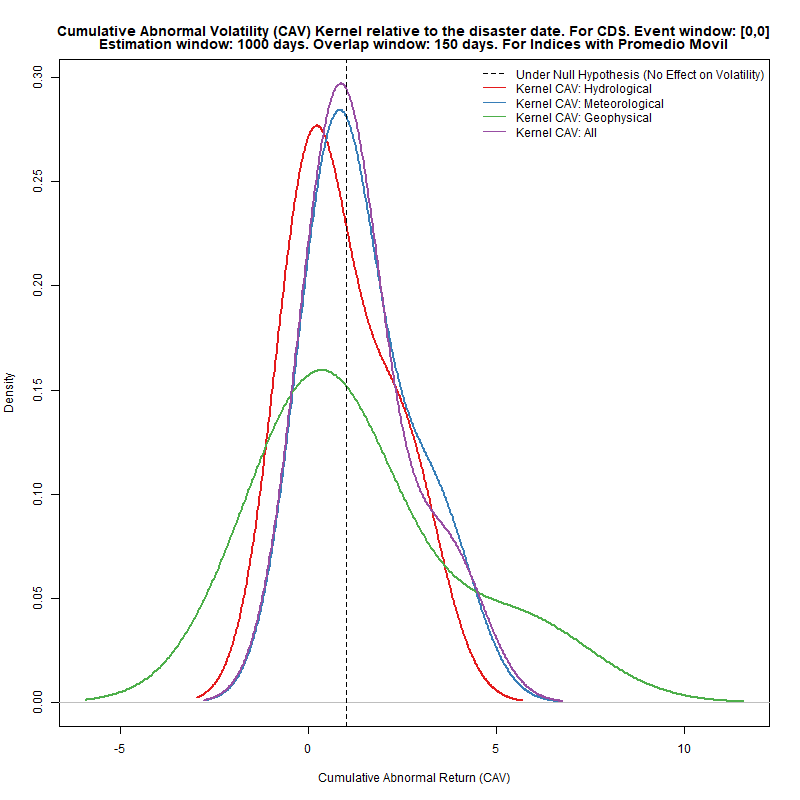 Cumulative Abnormal Volatility (CAV) Kernel relative to the disaster date. For CDS. Event window: [0,0]
Estimation window: 1000 days. Overlap window: 150 days. For Indices with Promedio Movil
Under Null Hypothesis (No Effect on Volatility)
Kernel CAV: Hydrological
Kernel CAV: Meteorological
Kernel CAV: Geophysical
Kernel CAV: All
0.30
0.25
0.20
0.15
0.10
0.05
0.00
Density
-5 0 5 10
Cumulative Abnormal Return (CAV)